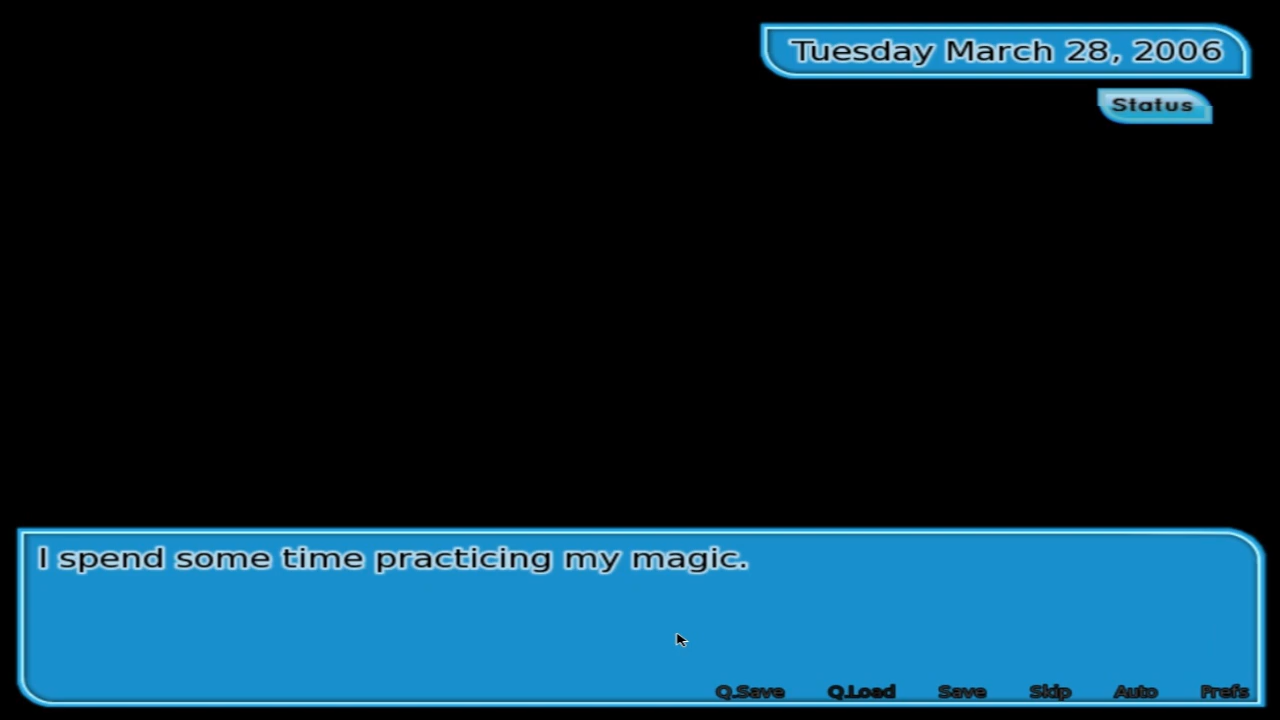 Tuesday March 28, 2006
Status
I spend some time practicing my magic.
Q.Save Q.Load Save Skip Auto Prefs